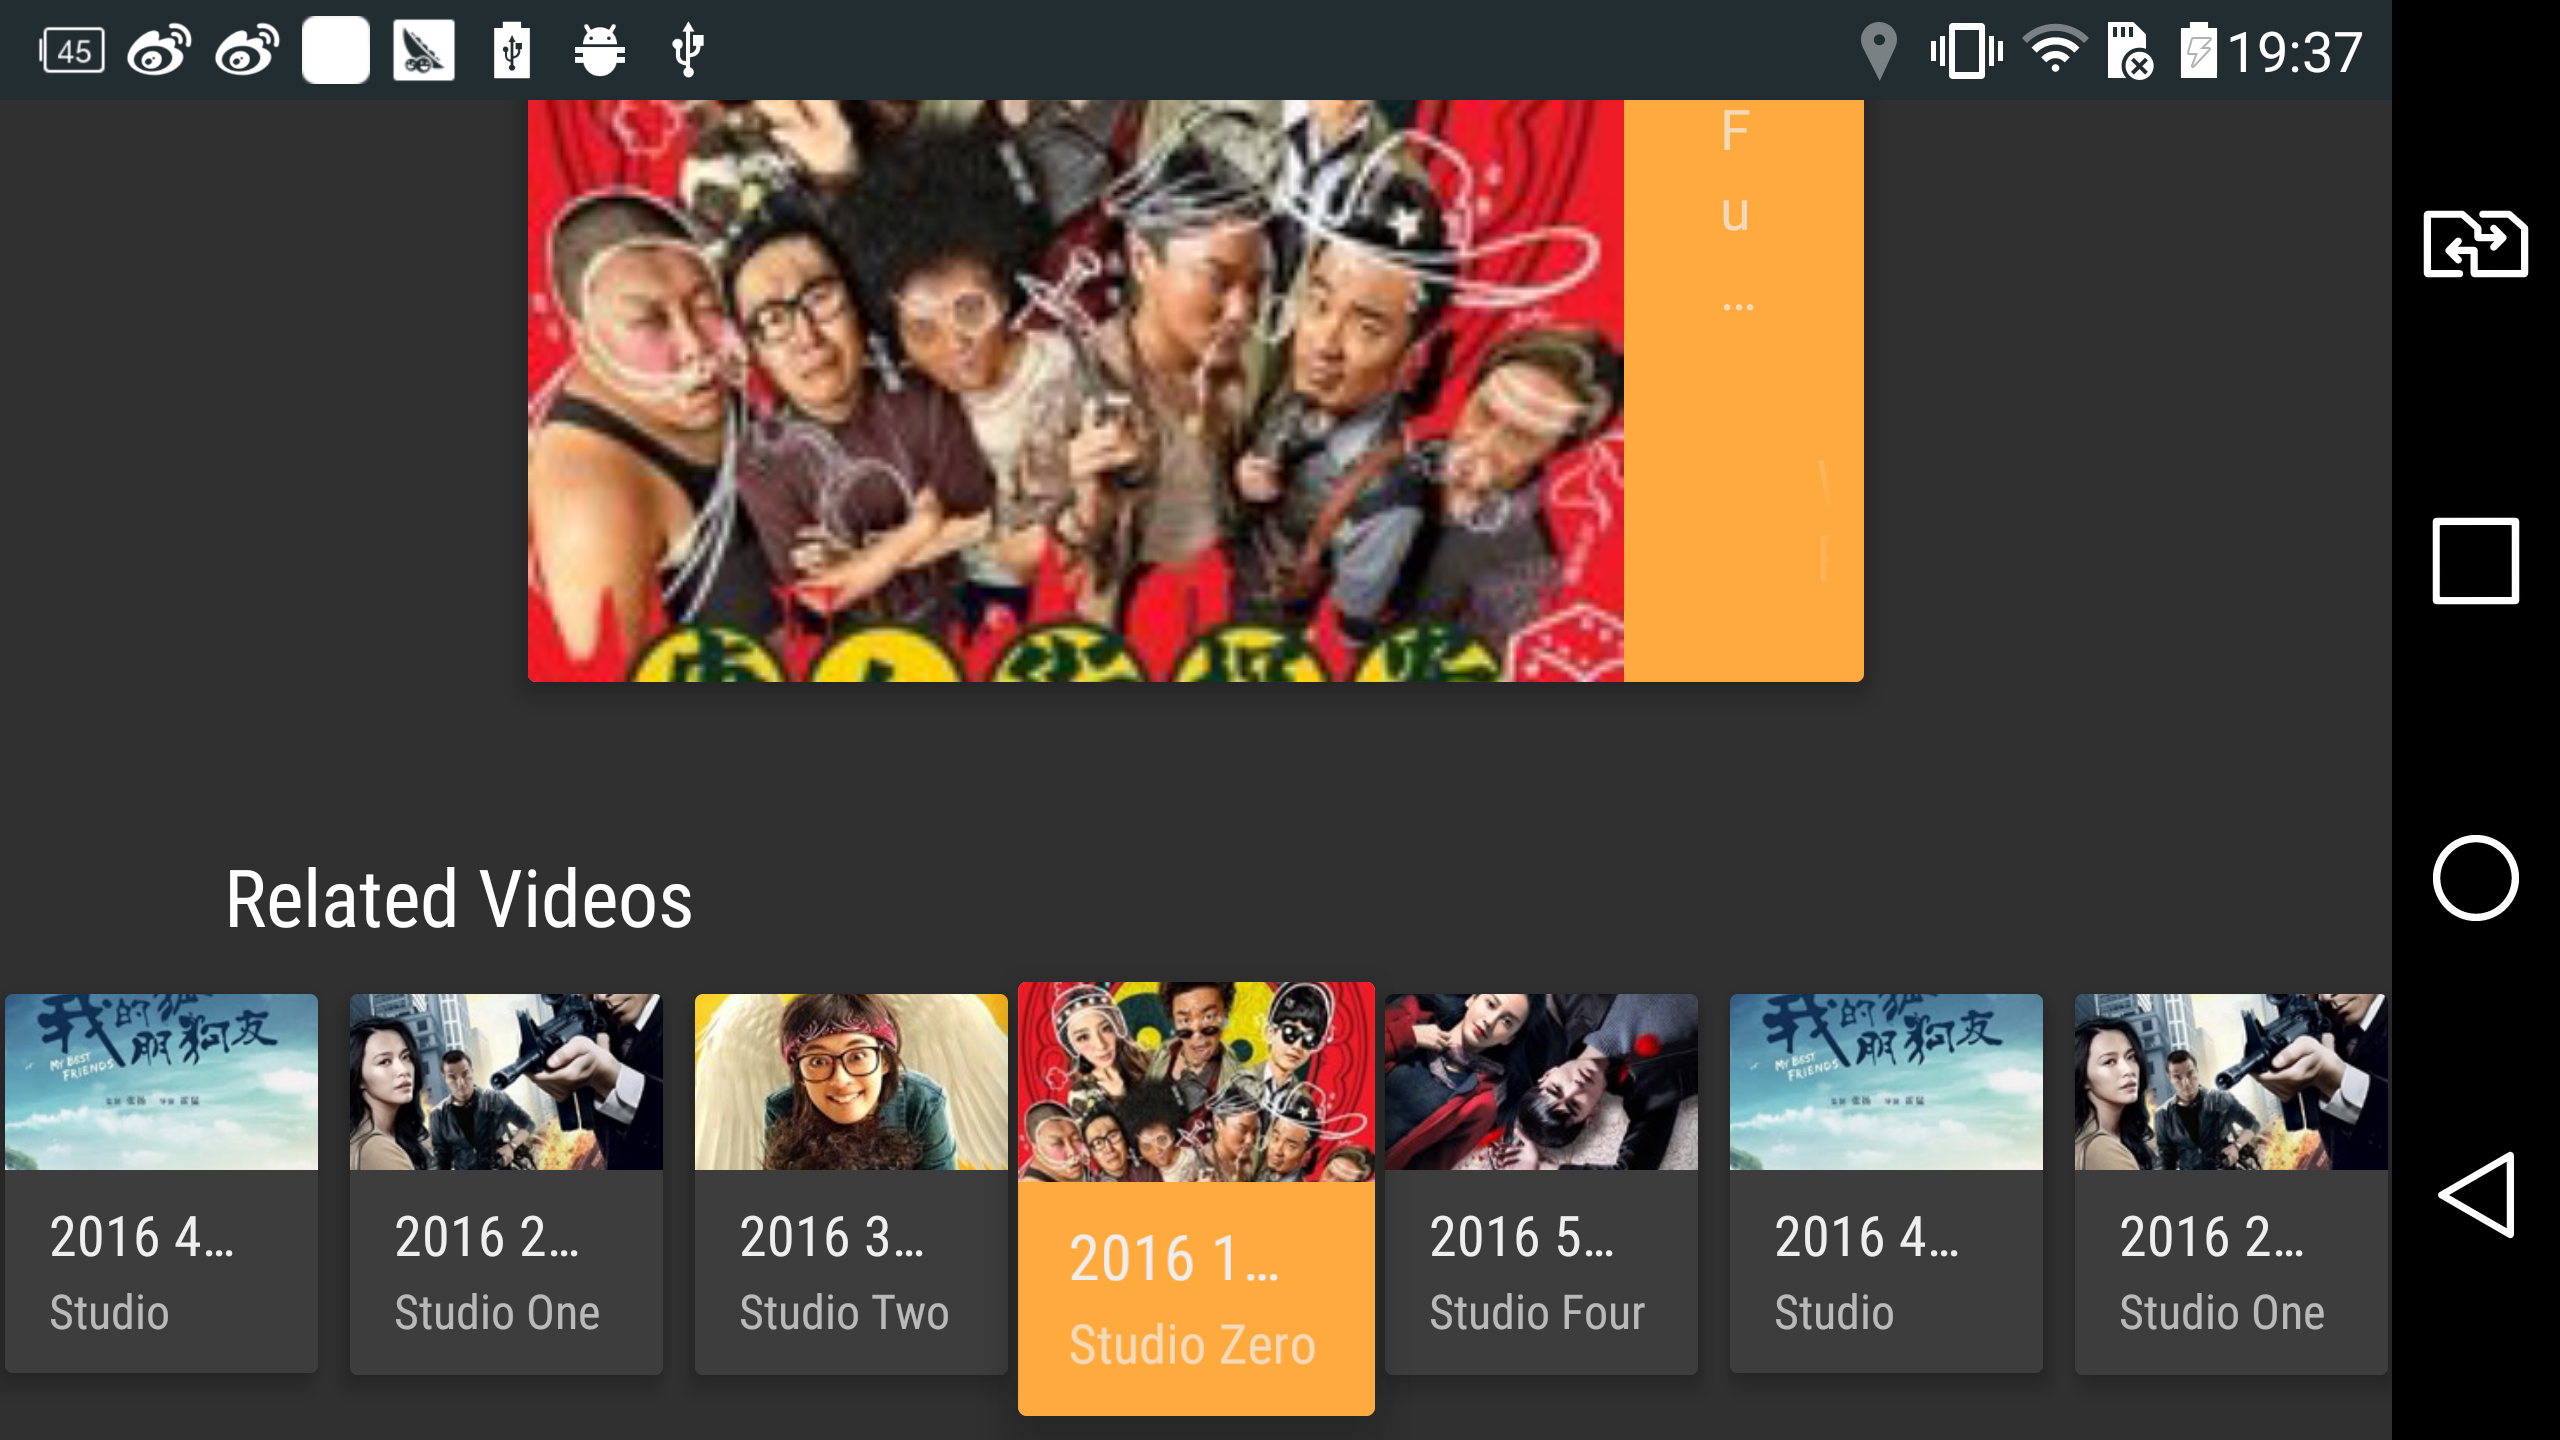 45
19:37
F
u
...
Related Videos
我的狐朋狗友
MY BEST FRIENDS
2016 4...
Studio
2016 2...
Studio One
2016 3...
Studio Two
2016 1...
Studio Zero
2016 5...
Studio Four
我的狐朋狗友
MY BEST FRIENDS
2016 4...
Studio
2016 2...
Studio One